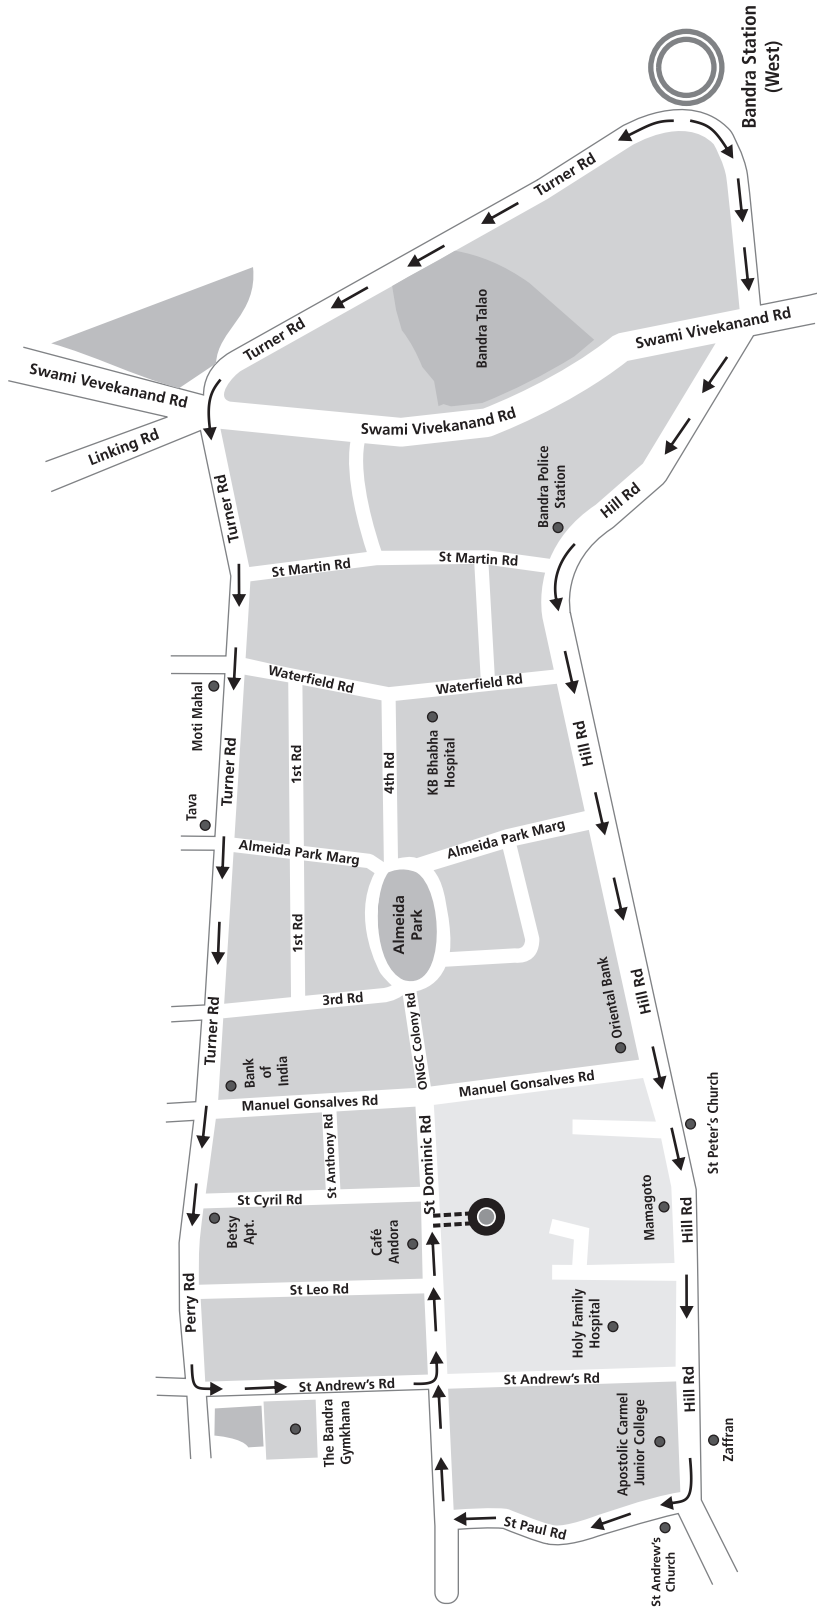 Bandra Station
(West)
Turner Rd
Bandra Talao
Turner Rd
Swami Vivekanand Rd
Swami Vevekanand Rd
Swami Vivekanand Rd
Linking Rd
Bandra Police
Station
Hill Rd
Turner Rd
St Martin Rd
St Martin Rd
Waterfield Rd
Waterfield Rd
Moti Mahal
Turner Rd
1st Rd
4th Rd
KB Bhabha
Hospital
Hill Rd
Tava
Almeida Park Marg
Almeida Park Marg
Almeida
Park
1st Rd
3rd Rd
Oriental Bank
Hill Rd
Turner Rd
ONGC Colony Rd
Bank
of
India
Manuel Gonsalves Rd
Manuel Gonsalves Rd
St Anthony Rd
St Dominic Rd
St Peter's Church
St Cyril Rd
Betsy
Apt.
Café
Andora
Mamagoto
Hill Rd
Perry Rd
St Leo Rd
Holy Family
Hospital
St Andrew's Rd
St Andrew's Rd
Hill Rd
The Bandra
Gymkhana
Apostolic Carmel
Junior College
Zaffran
St Paul Rd
St Andrew's
Church